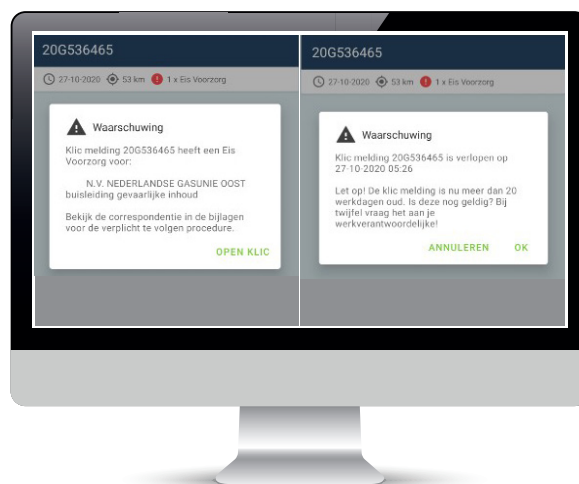 20G536465
27-10-2020 53 km 1 x Eis Voorzorg
Waarschuwing
Klic melding 20G536465 heeft een Eis
Voorzorg voor:
N.V. NEDERLANDSE GASUNIE OOST
buisleiding gevaarlijke inhoud
Bekijk de correspondentie in de bijlagen
voor de verplicht te volgen procedure.
OPEN KLIC
20G536465
27-10-2020 53 km 1 x Eis Voorzorg
Waarschuwing
Klic melding 20G536465 is verlopen op
27-10-2020 05:26
Let op! De klic melding is nu meer dan 20
werkdagen oud. Is deze nog geldig? Bij
twijfel vraag het aan je
werkverantwoordelijke!
ANNULEREN OK